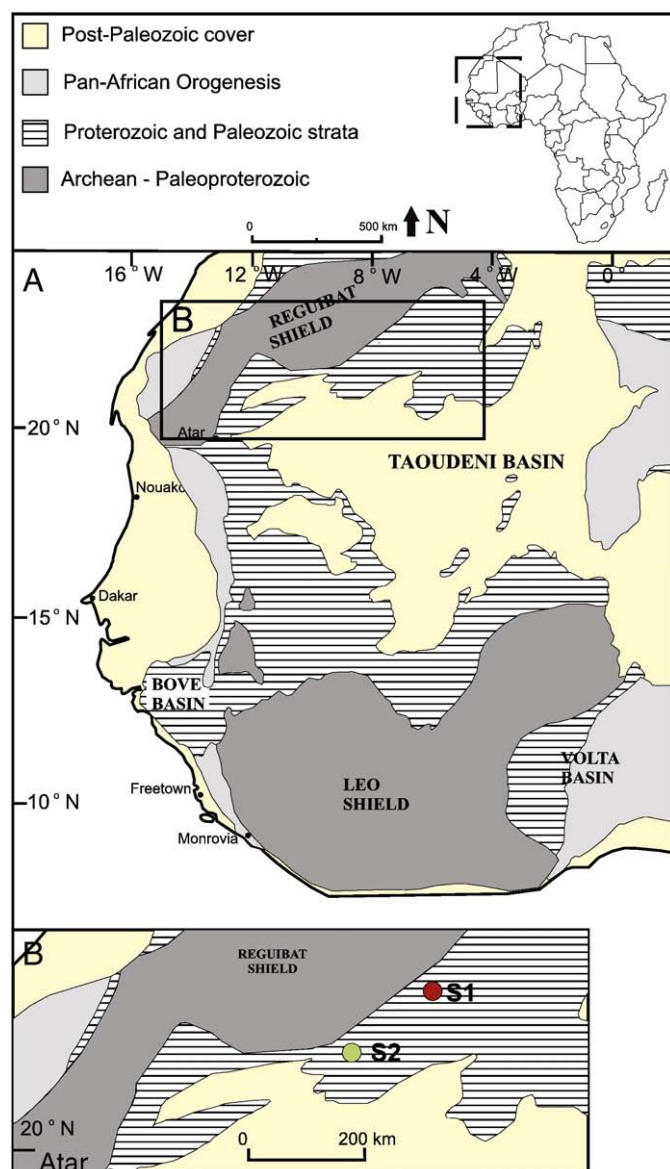 Post-Paleozoic cover
Pan-African Orogenesis
Proterozoic and Paleozoic strata
Archean - Paleoproterozoic
0 500 km
N
A
16° W 12° W 8° W 4° W 0°
REGUIBAT
SHIELD
B
20° N
Atar
TAOUDENI BASIN
Nouako
Dakar
15° N
BOVE
BASIN
VOLTA
BASIN
LEO
SHIELD
Freetown
10° N
Monrovia
B
REGUIBAT
SHIELD
S1
S2
20° N
Atar
0 200 km